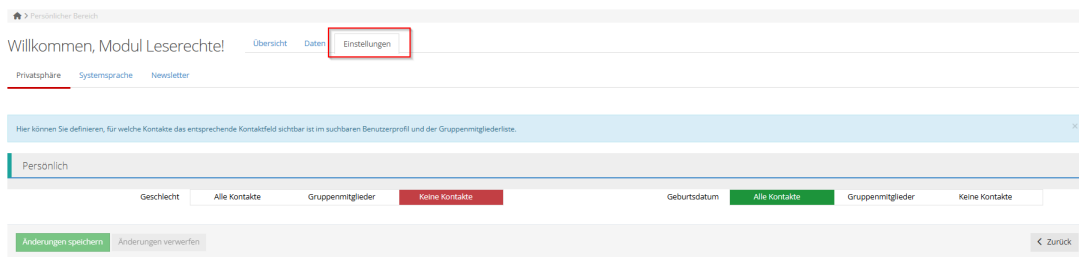 > Persönlicher Bereich
Willkommen, Modul Leserechte! Übersicht Daten Einstellungen
Privatsphäre Systemsprache Newsletter
Hier können Sie definieren, für welche Kontakte das entsprechende Kontaktfeld sichtbar ist im suchbaren Benutzerprofil und der Gruppenmitgliederliste. ×
Persönlich
Geschlecht Alle Kontakte Gruppenmitglieder Keine Kontakte Geburtsdatum Alle Kontakte Gruppenmitglieder Keine Kontakte
Änderungen speichern Änderungen verwerfen < Zurück